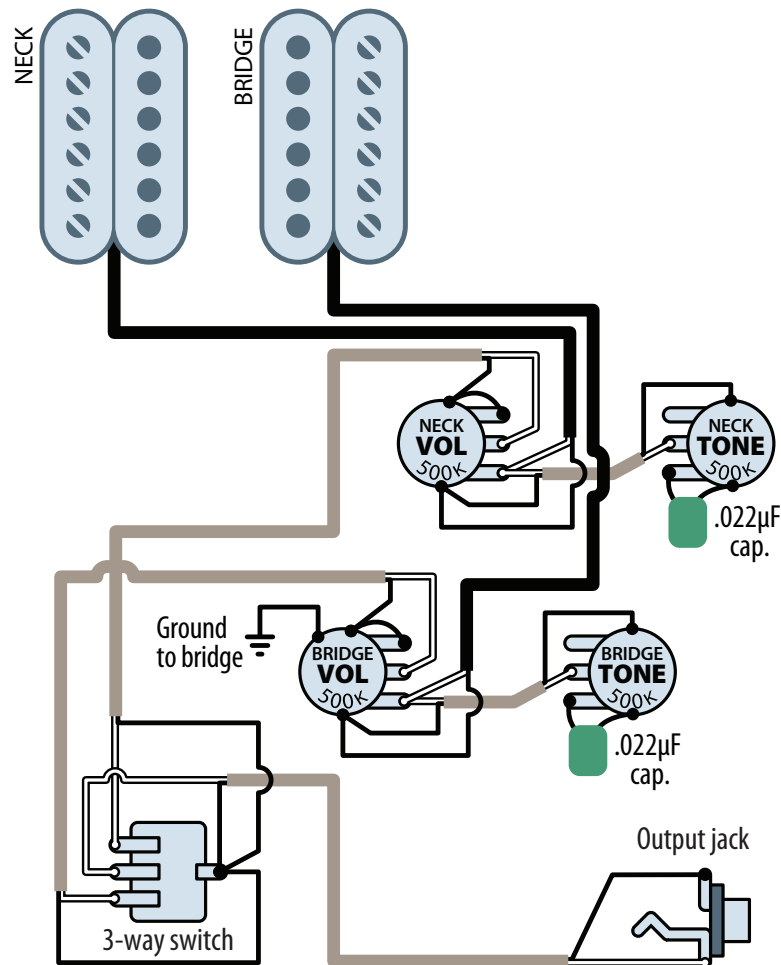 NECK
BRIDGE
NECK
VOL
500K
NECK
TONE
500K
.022µF
cap.
Ground
to bridge
BRIDGE
VOL
500K
BRIDGE
TONE
500K
.022µF
cap.
3-way switch
Output jack